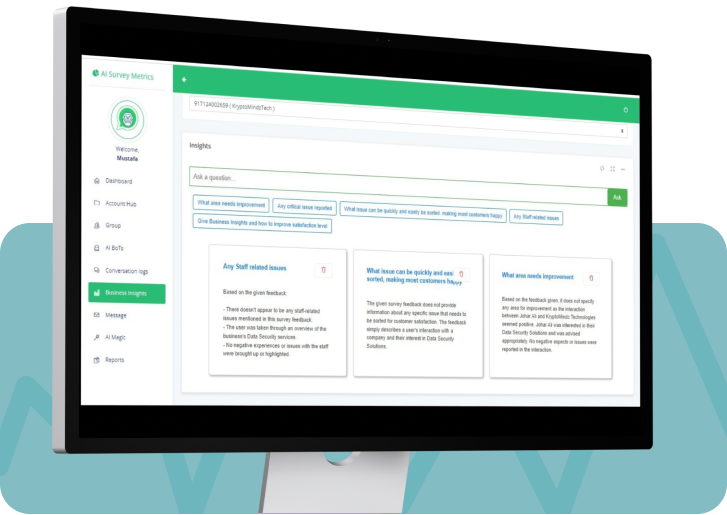 AI Survey Metrics
917124002659 ( KryptoMindoTech )
Welcome,
Mustafa
Dashboard
Account Hub
Group
AI BoTs
Conversation logs
Business Insights
Message
AI Megic
Reports
Insights
Ask a question...
Ask
What area needs improvement
Any critical issue reported
What issue can be quickly and easily be sorted, making most customers happy
Any Staff related issues
Give Business Insights and how to improve satisfection level
Any Staff related issues
Based on the given feedback:
- There doesn't appear to be any staff-related
issues mentioned in this survey feedback.
- The user was taken through an overview of the
business's Data Security services.
- No negative experiences or issues with the staff
were brought up or highlighted.
What issue can be quickly and easi
sorted, making most customers happy
The given survey feedback does not provide
information about any specific issue that needs to
be sorted for customer satisfaction. The feedback
simply describes a user's interaction with a
company and their interest in Data Security
Solutions.
What area needs improvement
Based on the feedback given, it does not specify
any area for improvement as the interaction
between Johar Ali and KryptoMindz Technologies
seemed positive. Johar Ali was interested in their
Data Security Solutions and was advised
appropriately. No negative aspects or issues were
reported in the interaction.